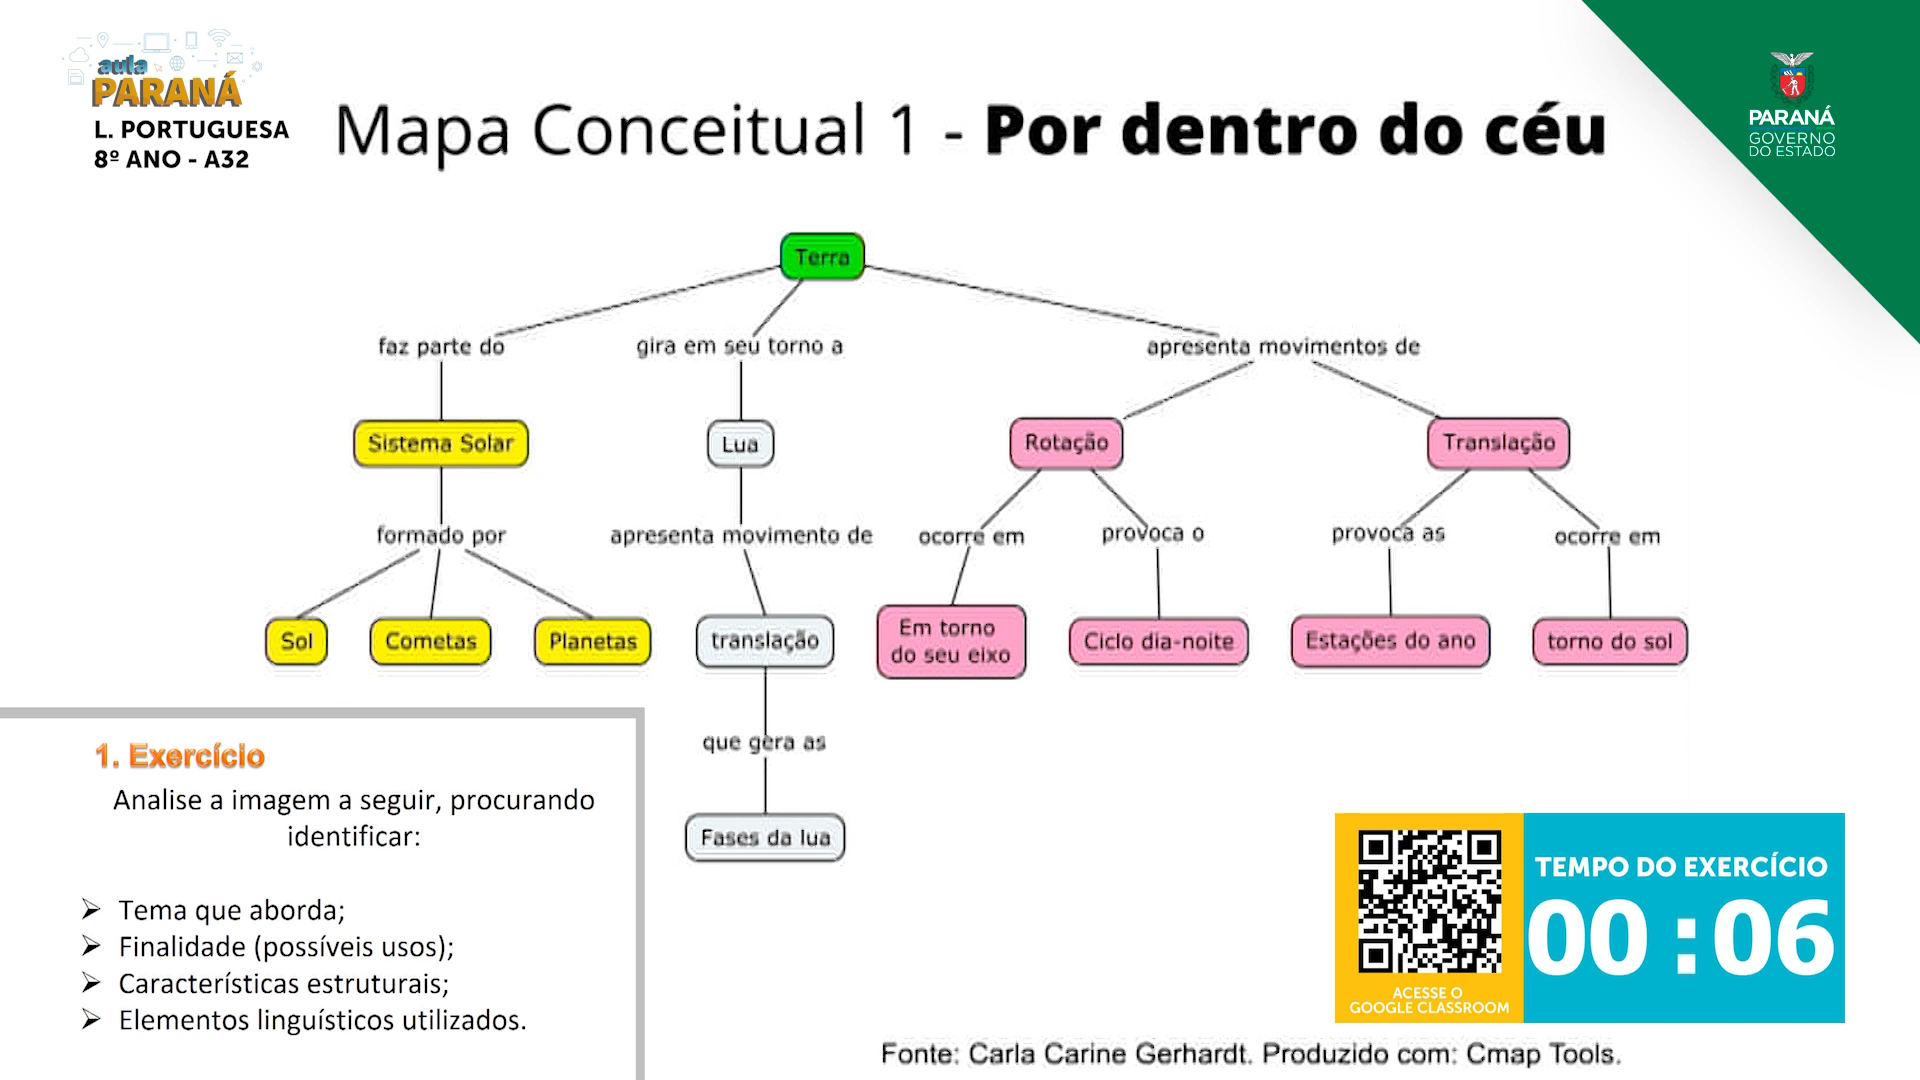 aula
PARANÁ
L. PORTUGUESA
8º ANO - A32
Mapa Conceitual 1 - Por dentro do céu
PARANÁ
GOVERNO
DO ESTADO
Terra
faz parte do
gira em seu torno a
apresenta movimentos de
Sistema Solar
Lua
Rotação
Translação
formado por
apresenta movimento de
ocorre em
provoca o
provoca as
ocorre em
Sol
Cometas
Planetas
translação
Em torno
do seu eixo
Ciclo dia-noite
Estações do ano
torno do sol
que gera as
Fases da lua
1. Exercício
Analise a imagem a seguir, procurando
identificar:
➢ Tema que aborda;
➢ Finalidade (possíveis usos);
➢ Características estruturais;
➢ Elementos linguísticos utilizados.
TEMPO DO EXERCÍCIO
00 : 06
ACESSE O
GOOGLE CLASSROOM
Fonte: Carla Carine Gerhardt. Produzido com: Cmap Tools.